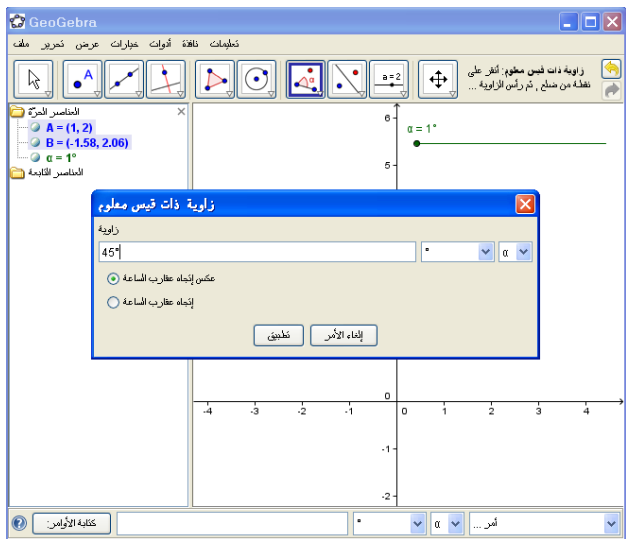 GeoGebra
ملف تحرير عرض خيارات أدوات نافذة تعليمات
A
α
a = 2
زاوية ذات قيس معلوم: أنقر على
نقطة من ضلع , ثم رأس الزاوية ...
العناصر الحرّة
A = (1, 2)
B = (-1.58, 2.06)
α = 1°
العناصر التابعة
6
α = 1°
5
زاوية ذات قيس معلوم
زاوية
45°
°
α
عكس إتجاه عقارب الساعة
إتجاه عقارب الساعة
تطبيق
إلغاء الأمر
0
-4 -3 -2 -1 0 1 2 3 4
-1
-2
كتابة الأوامر:
°
α
أمر ...